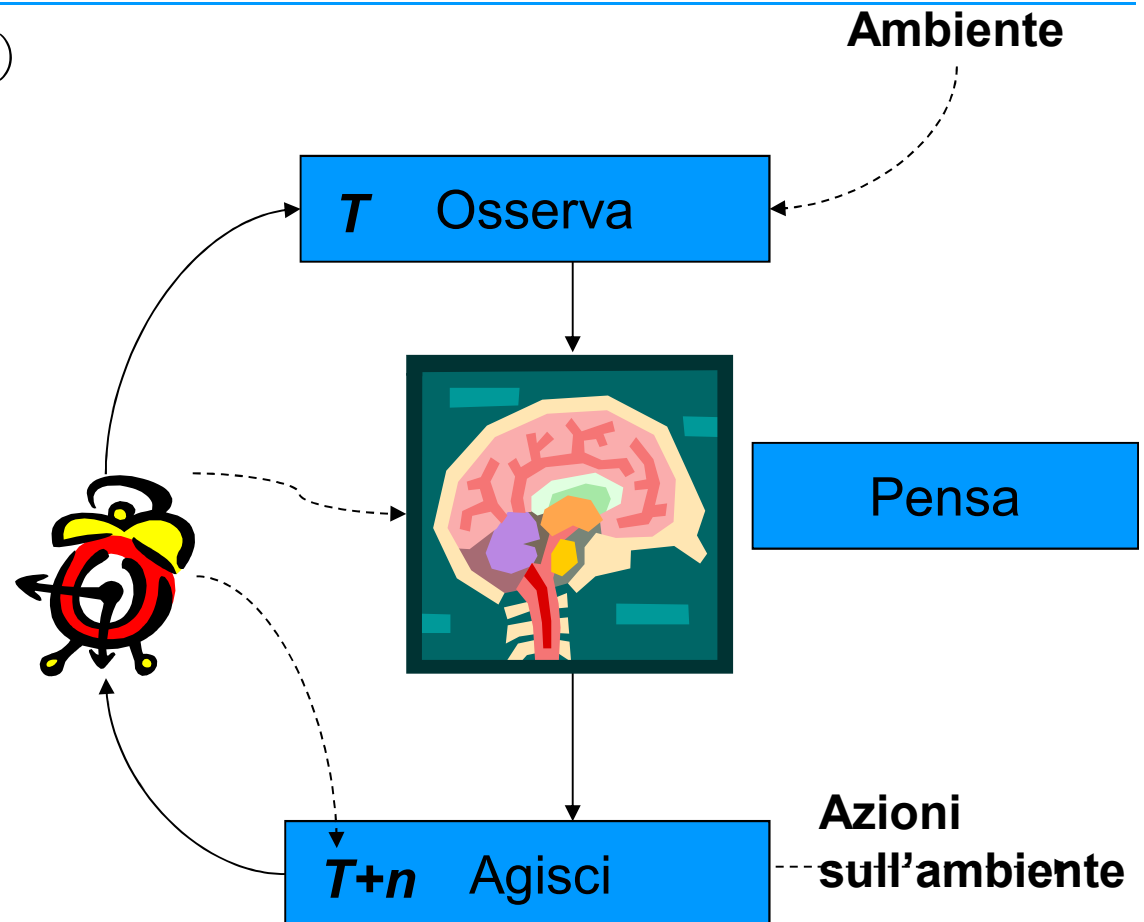 Ambiente
T Osserva
Pensa
Azioni
sull’ambiente
T+n Agisci